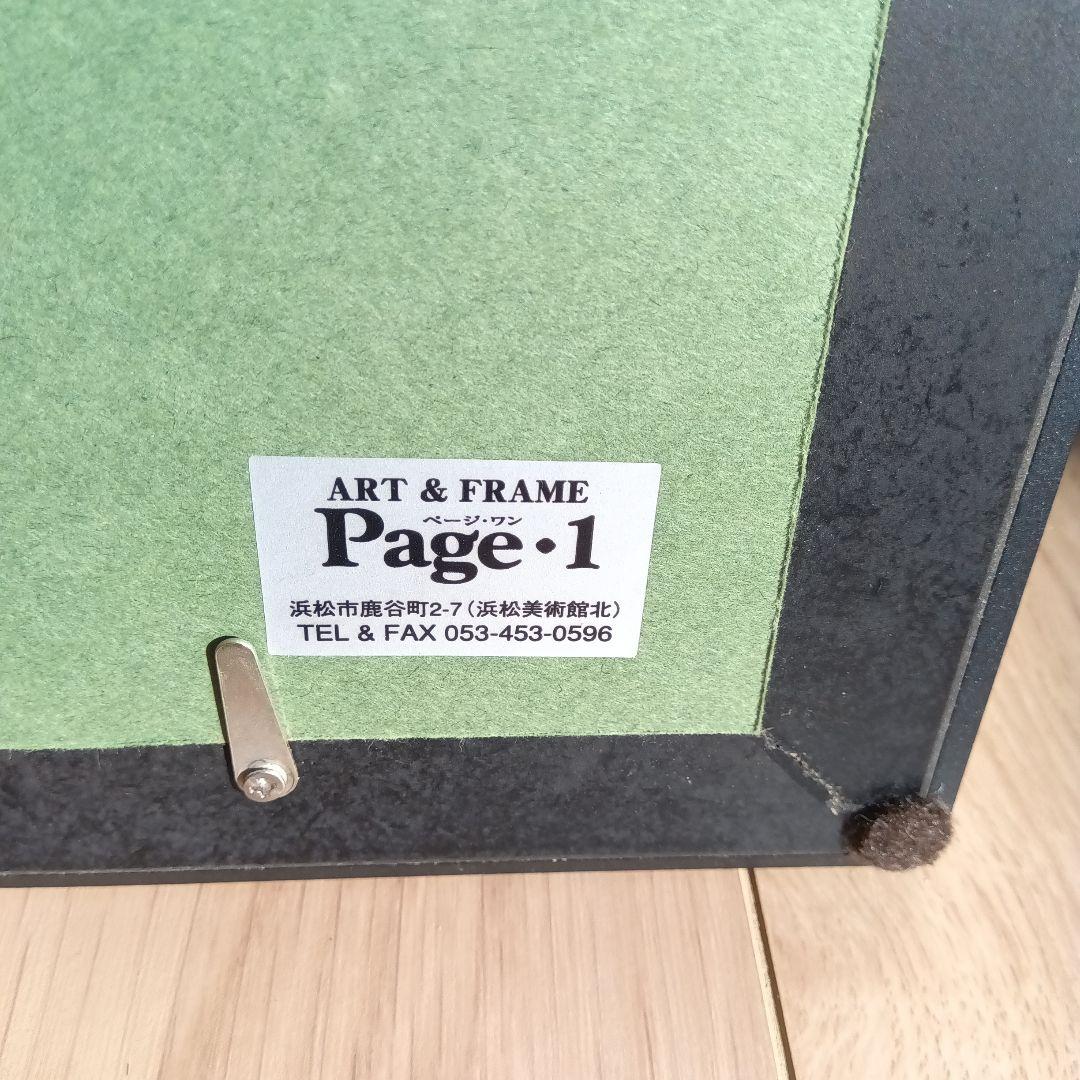 ART & FRAME
ページ・ワン
Page・1
浜松市鹿谷町2-7(浜松美術館北)
TEL & FAX 053-453-0596